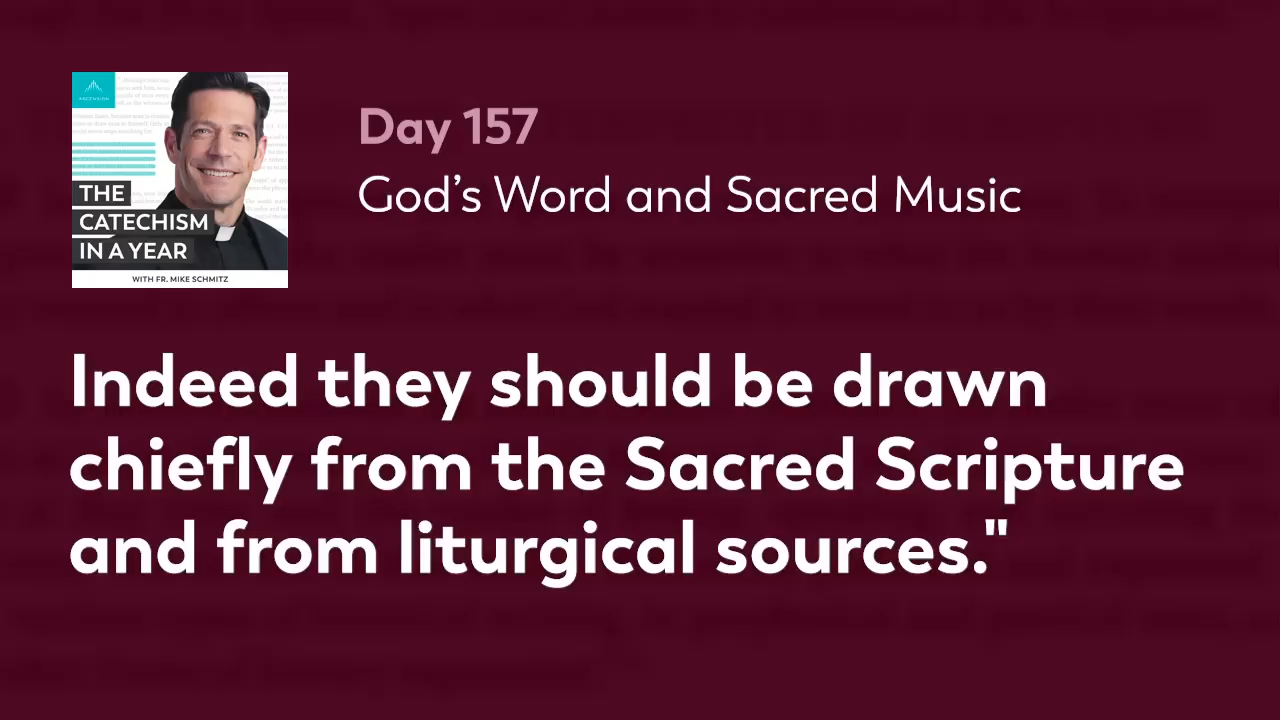 ASCENSION
THE
CATECHISM
IN A YEAR
WITH FR. MIKE SCHMITZ
Day 157
God's Word and Sacred Music
Indeed they should be drawn
chiefly from the Sacred Scripture
and from liturgical sources."